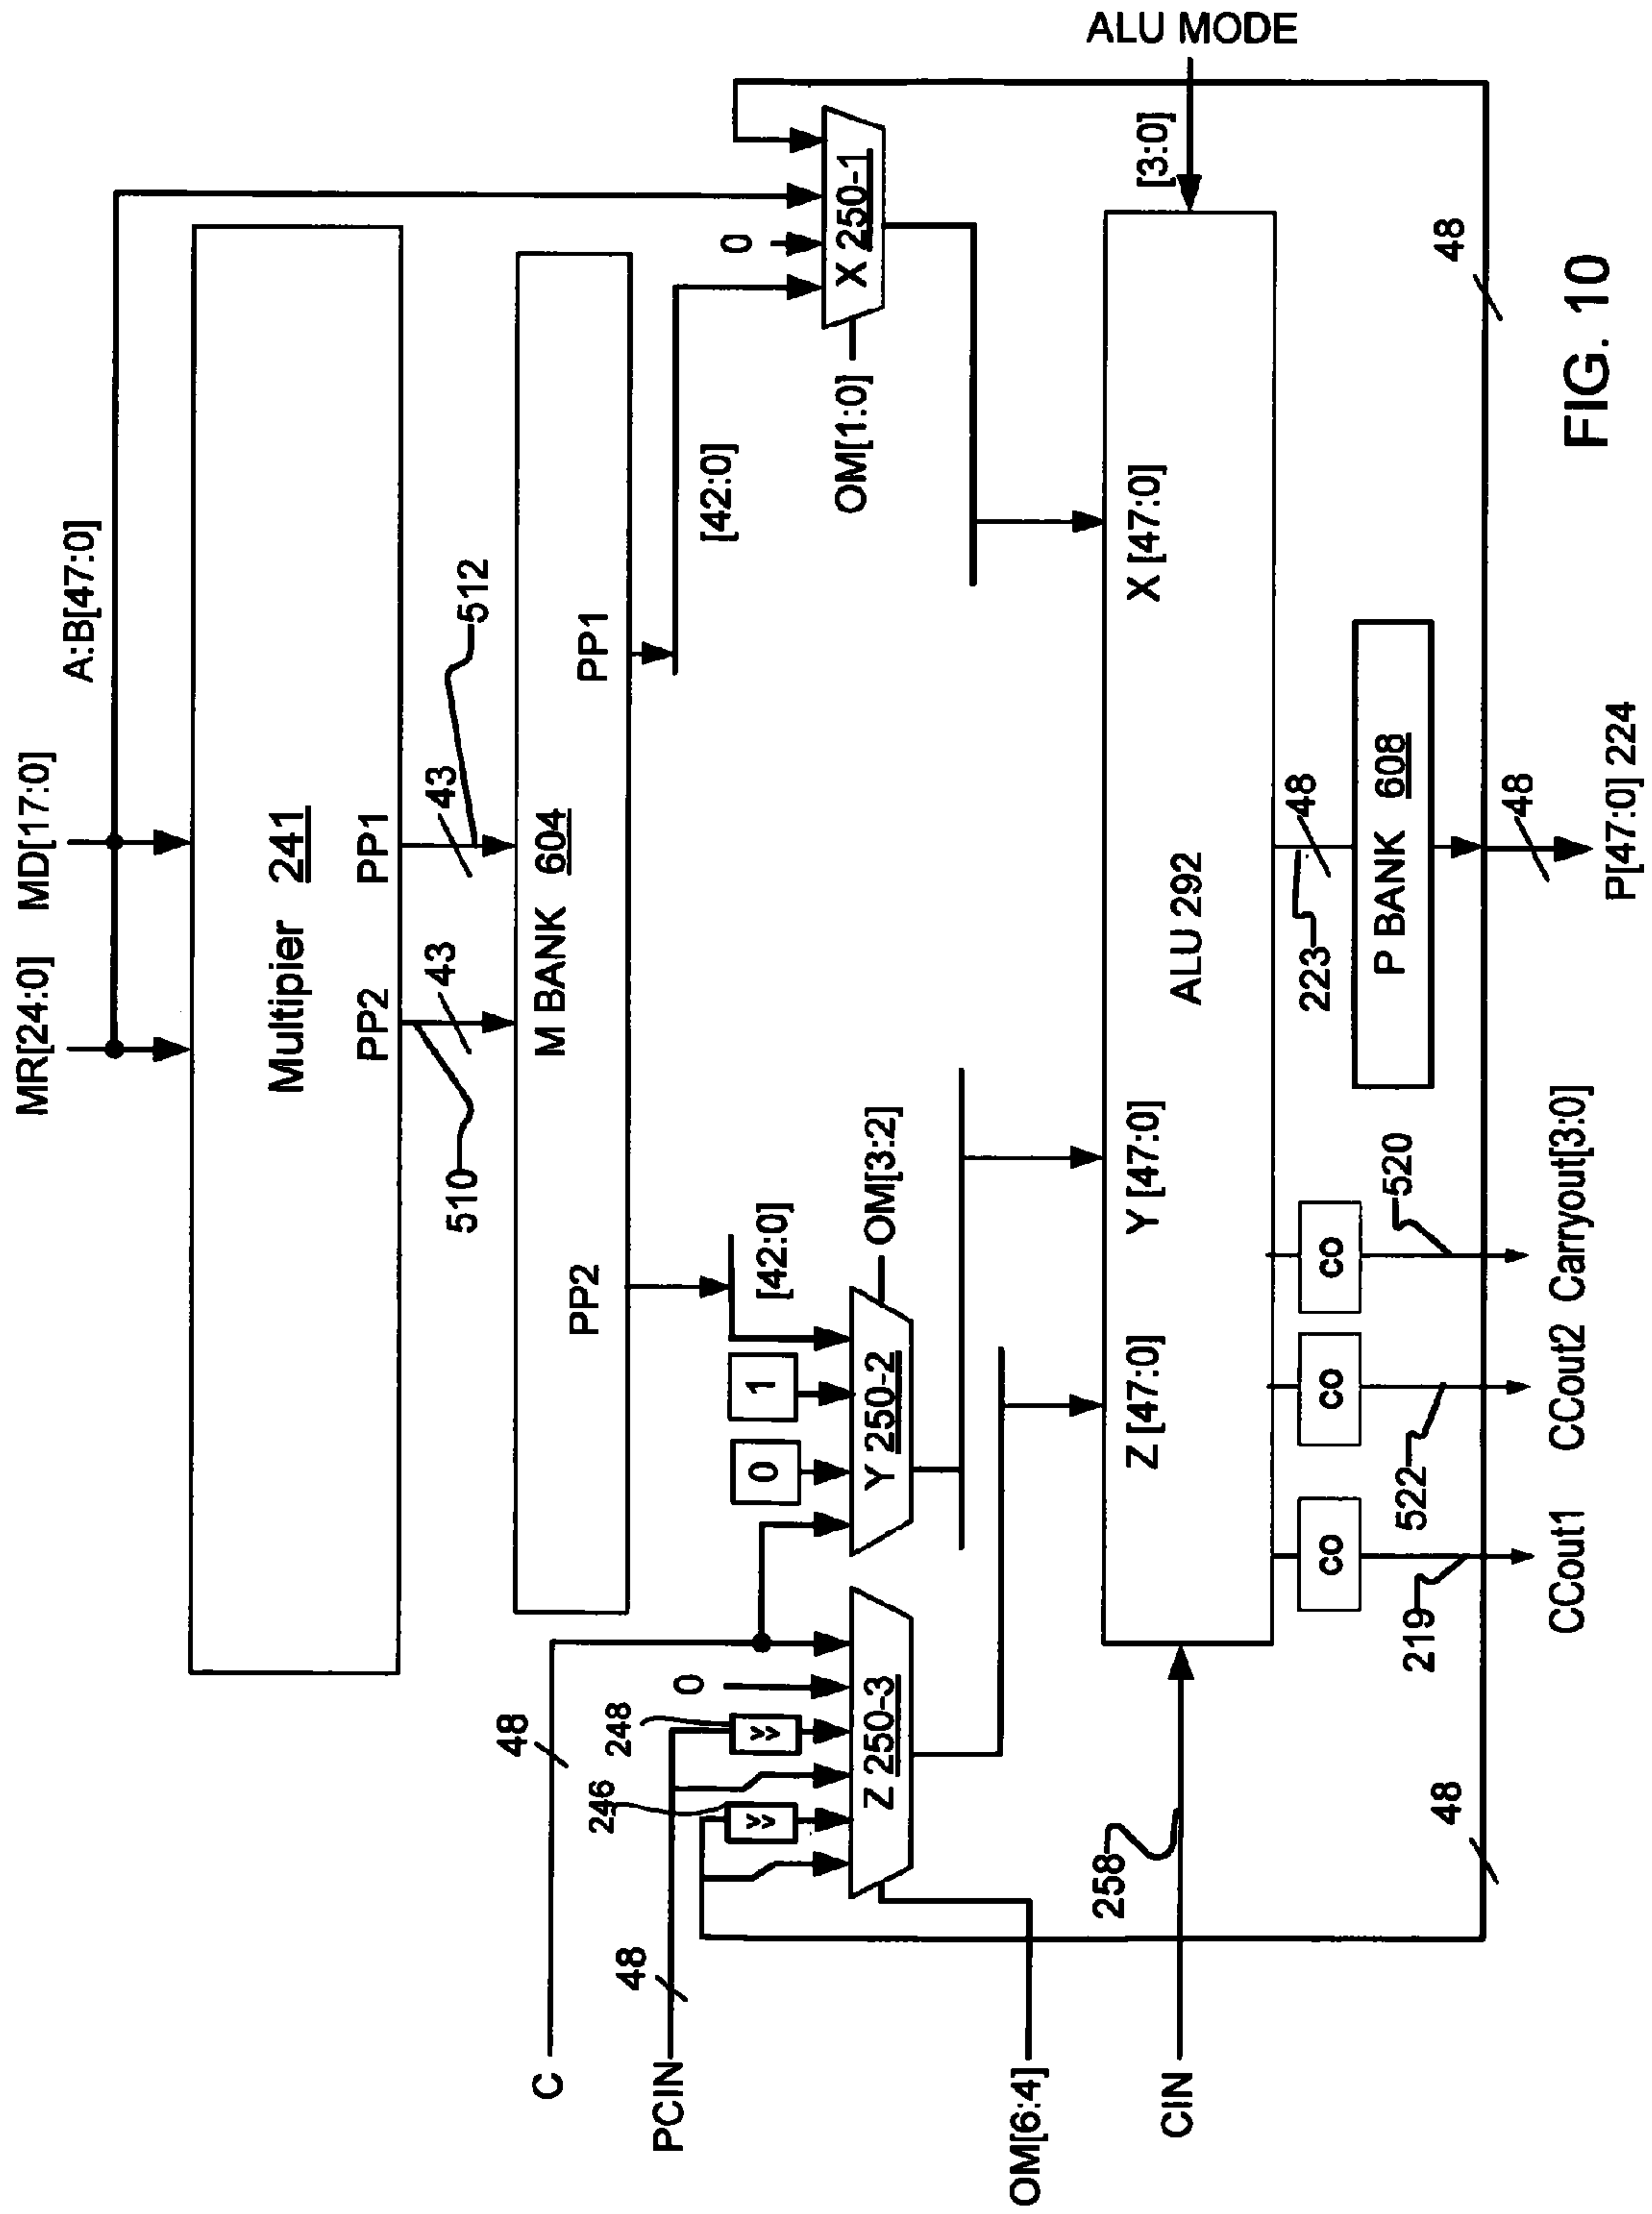 MR[24:0]
MD[17:0]
A:B[47:0]
Multipier 241
PP2
PP1
510
43
43
512
M BANK 604
PP2
PP1
C
48
PCIN
48
246
248
0
0
1
[42:0]
[42:0]
0
Z 250-3
Y 250-2
X 250-1
OM[6:4]
OM[3:2]
OM[1:0]
CIN
258
Z [47:0]
Y [47:0]
X [47:0]
ALU 292
[3:0]
ALU MODE
CO
CO
CO
223
48
P BANK 608
219
522
520
48
48
48
CCout1
CCout2
Carryout[3:0]
P[47:0] 224
FIG. 10
>>
>>